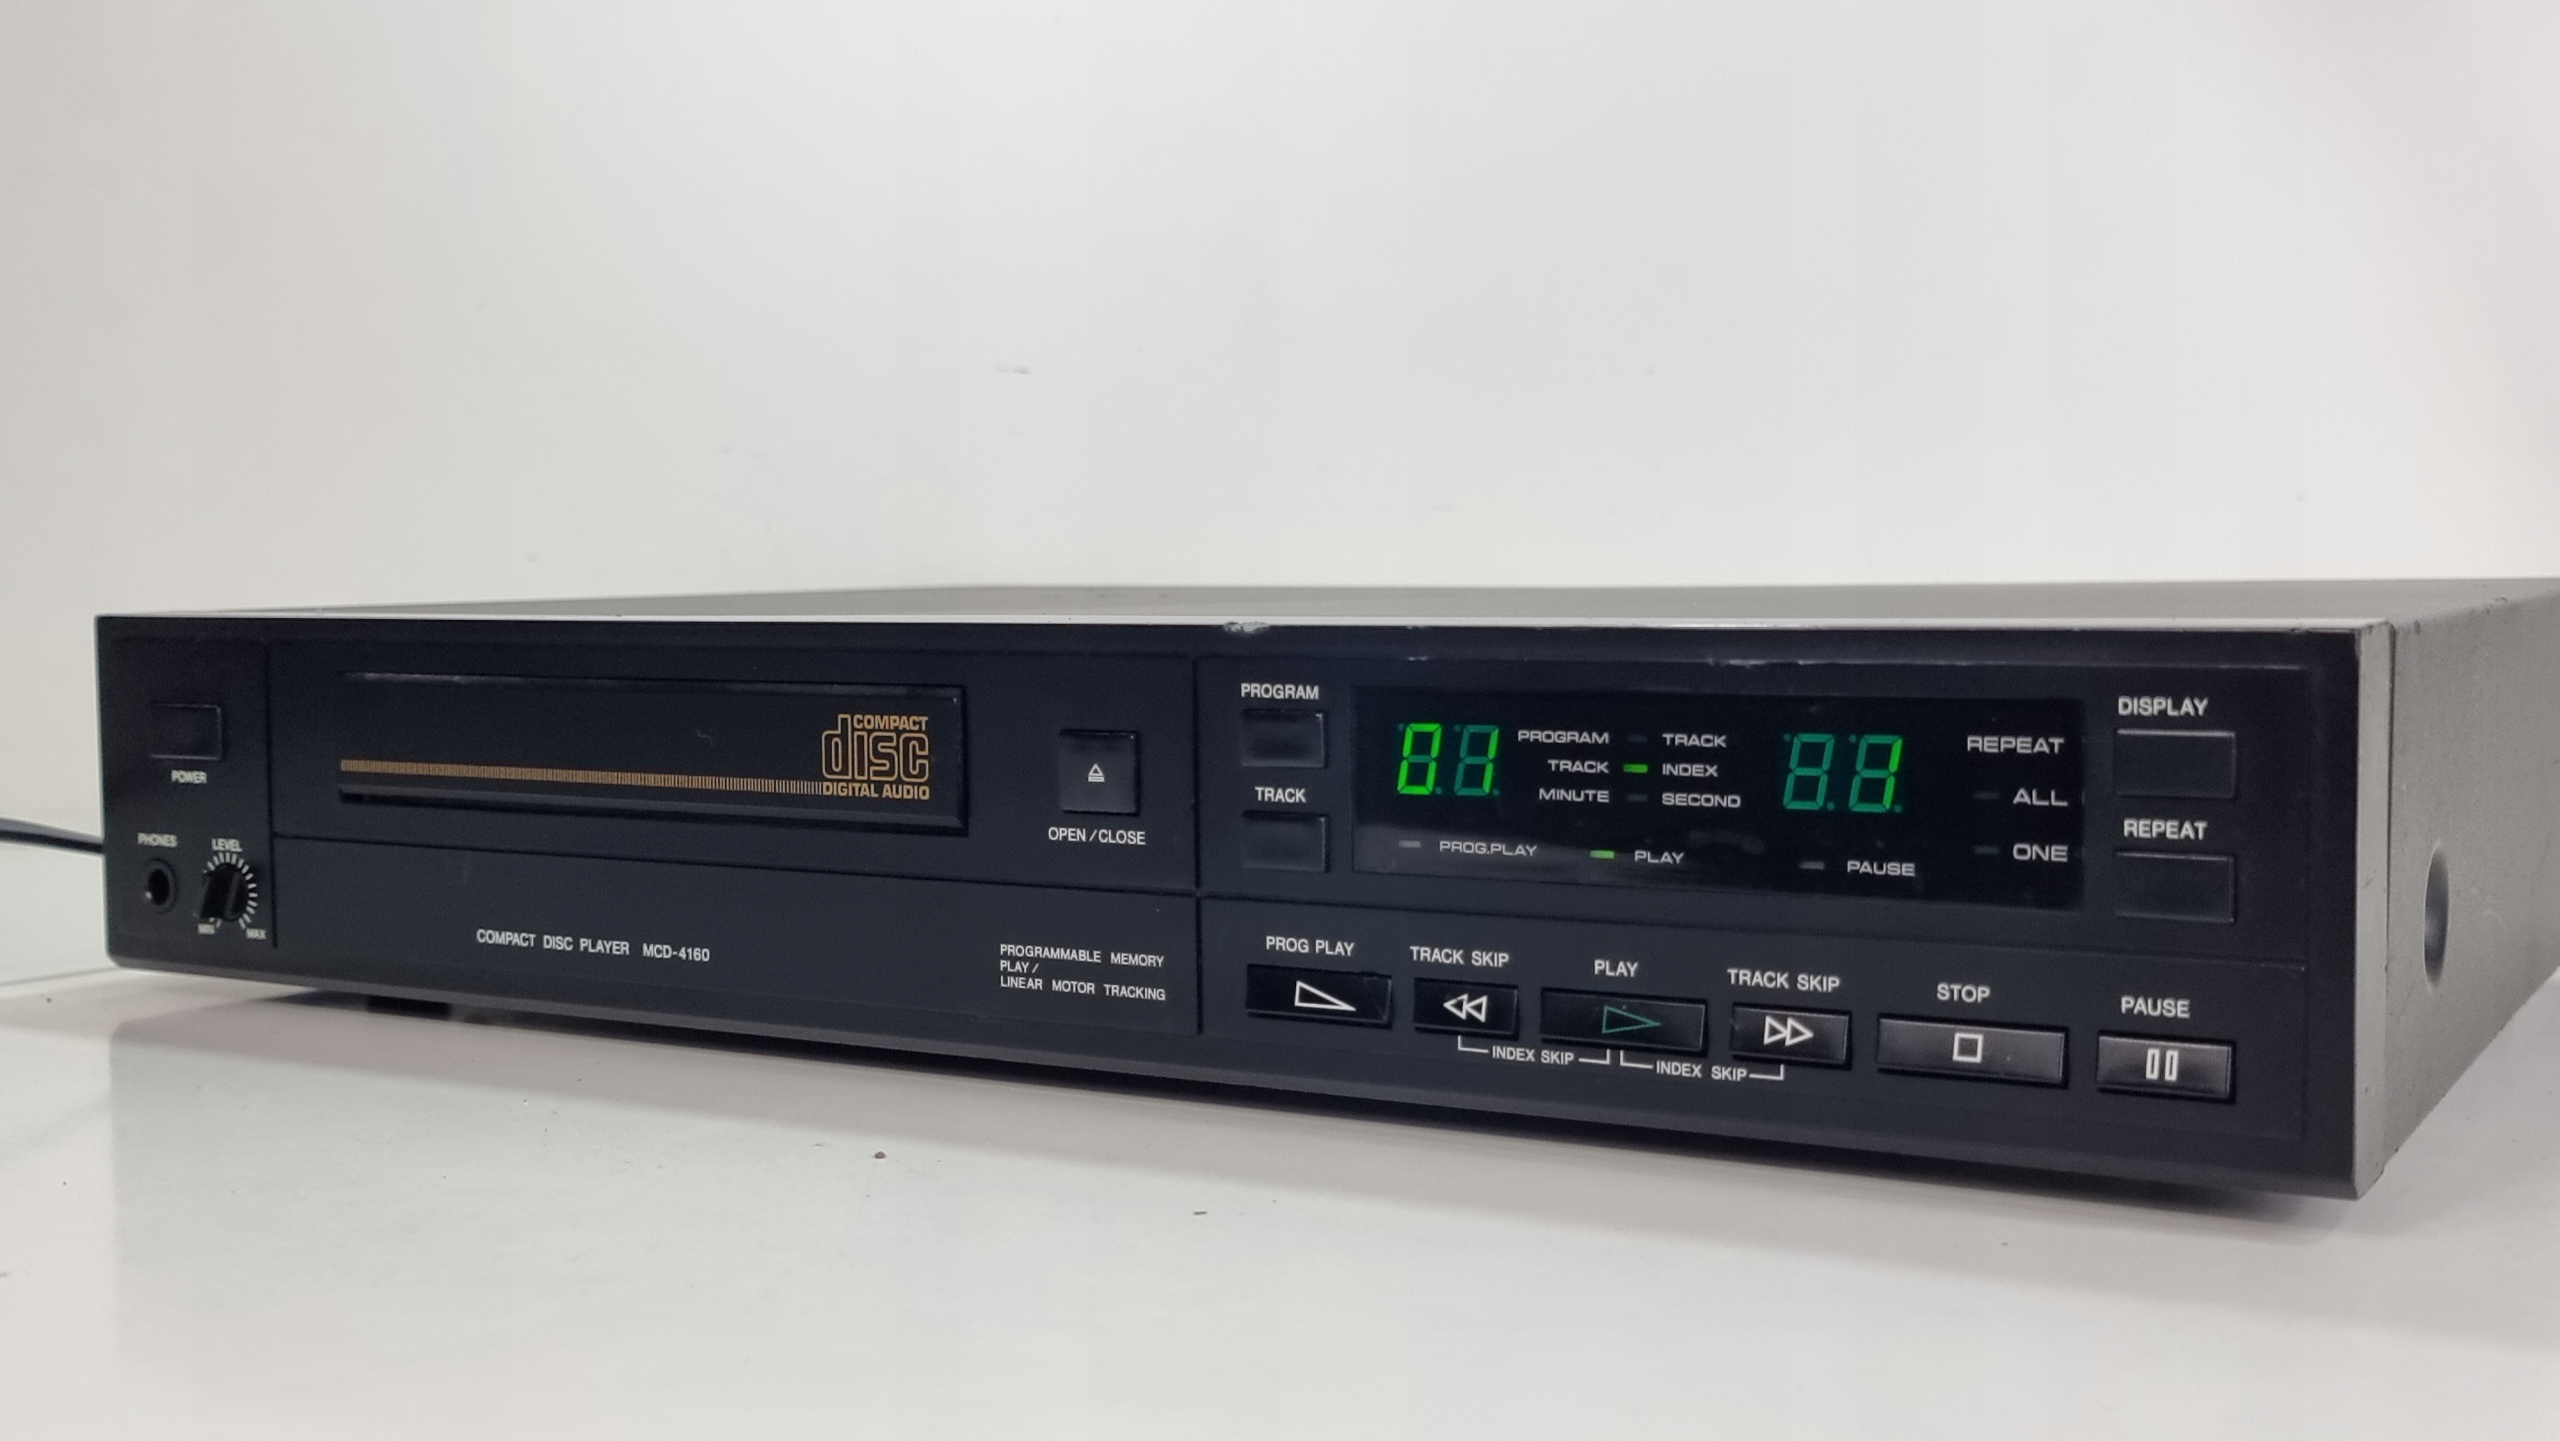 POWER
PHONES
LEVEL
MIN
MAX
COMPACT
disc
DIGITAL AUDIO
OPEN/CLOSE
COMPACT DISC PLAYER MCD-4160
PROGRAMMABLE MEMORY
PLAY/
LINEAR MOTOR TRACKING
PROGRAM
TRACK
01
PROGRAM TRACK
TRACK INDEX
MINUTE SECOND
1
REPEAT
ALL
ONE
PROG.PLAY
PLAY
PAUSE
DISPLAY
REPEAT
PROG PLAY
TRACK SKIP
PLAY
TRACK SKIP
STOP
PAUSE
INDEX SKIP
INDEX SKIP